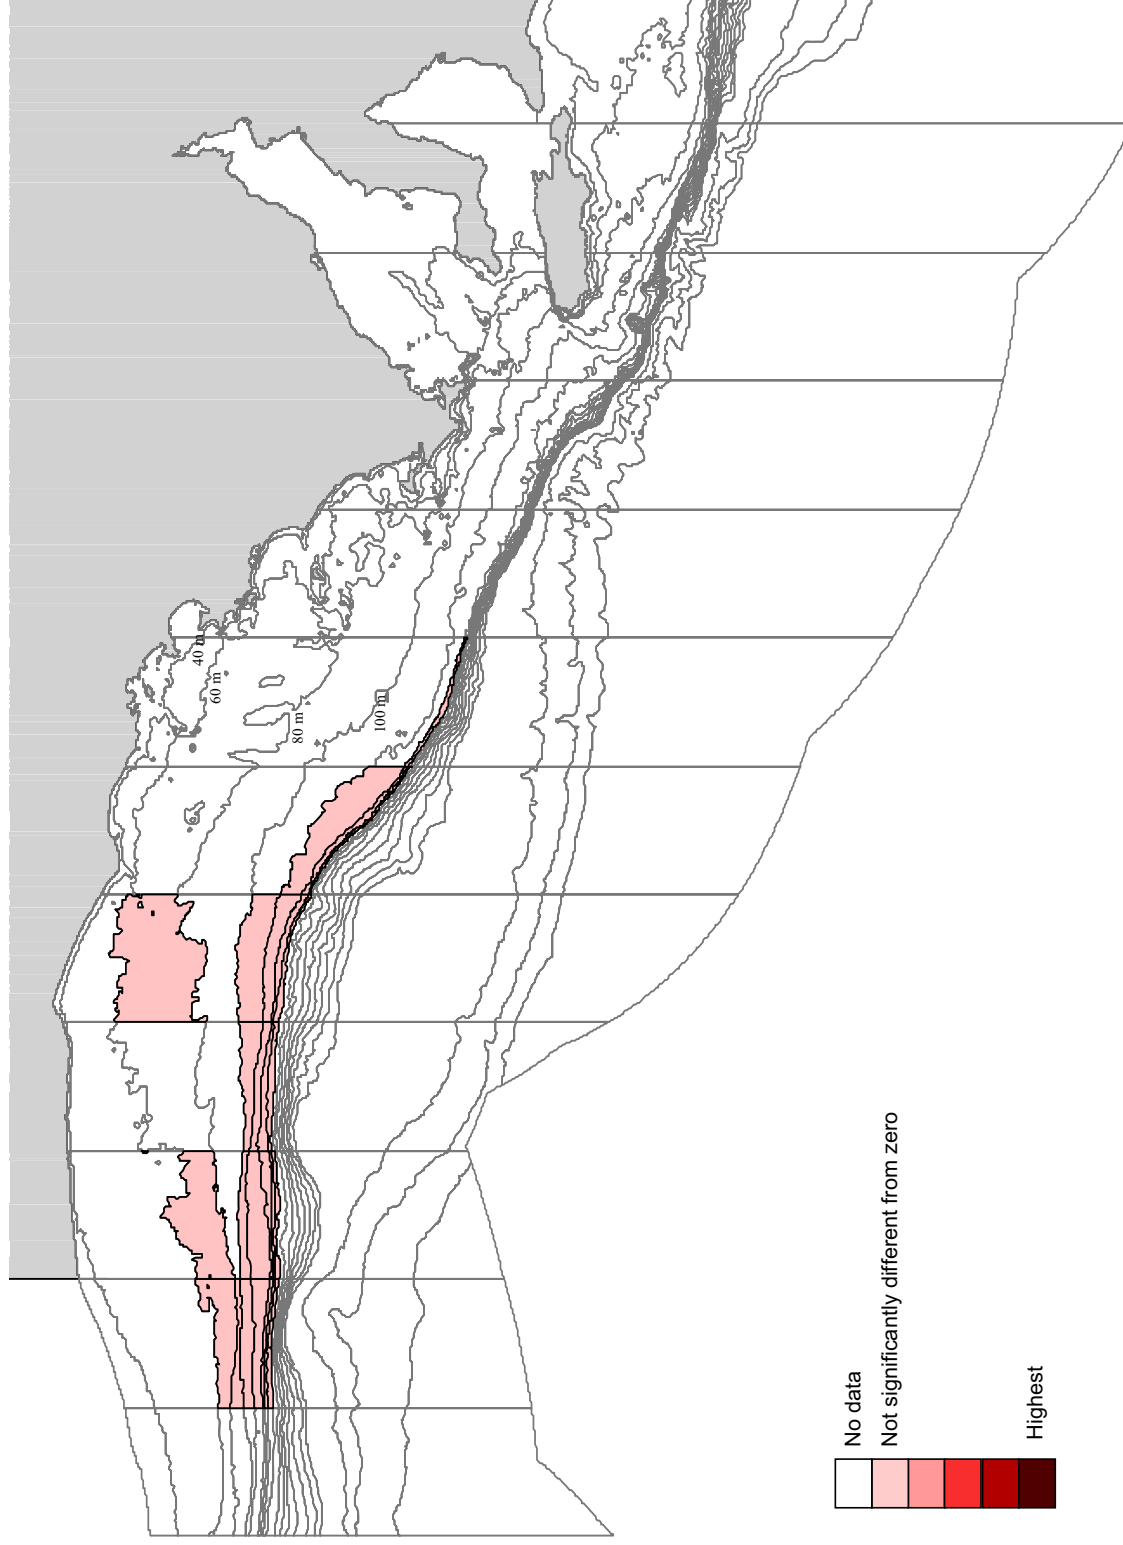 40 m
60 m
80 m
100 m
No data
Not significantly different from zero
Highest